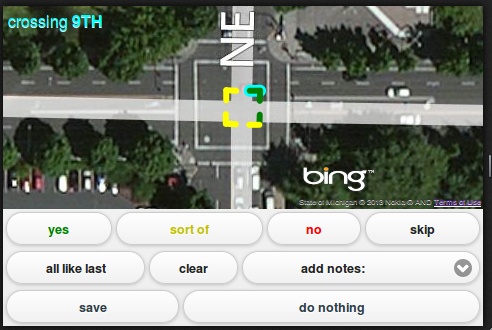 crossing 9TH
NE
bing™
State of Michigan © 2013 Nokia © AND Terms of Use
yes
sort of
no
skip
all like last
clear
add notes:
save
do nothing